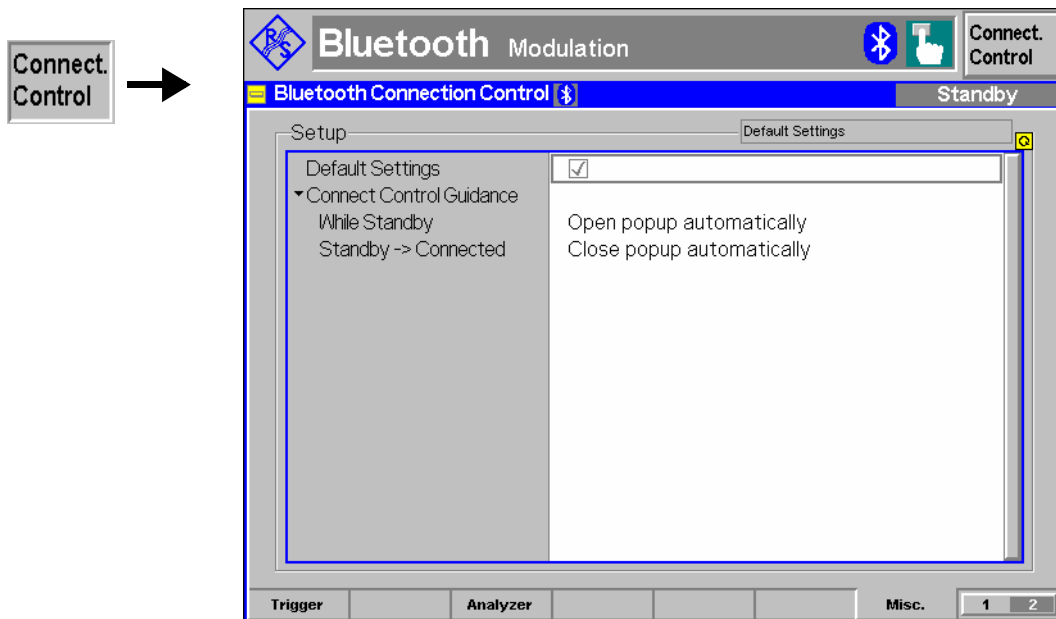 Connect.
Control
R&S
Bluetooth Modulation
Connect.
Control
Bluetooth Connection Control
Standby
Setup
Default Settings
Default Settings
Connect Control Guidance
While Standby Open popup automatically
Standby -> Connected Close popup automatically
Trigger Analyzer Misc. 1 2